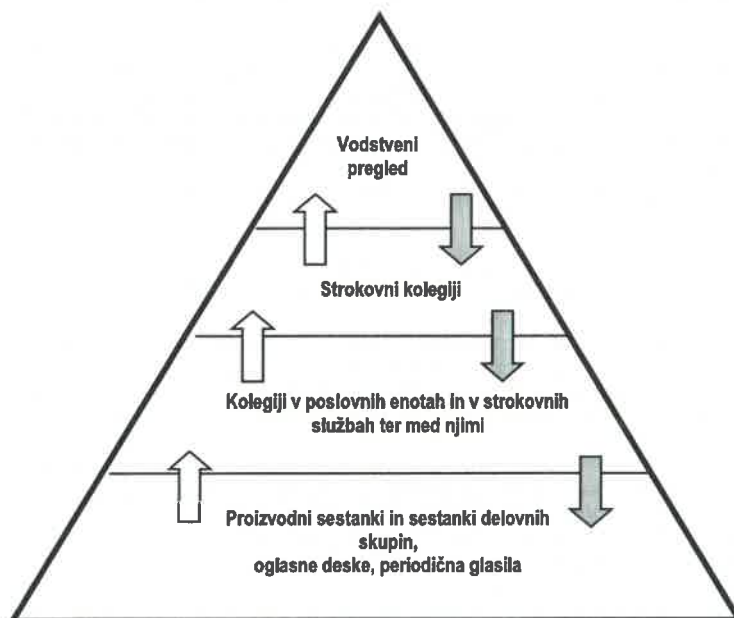 Vodstveni
pregled
Strokovni kolegiji
Kolegiji v poslovnih enotah in v strokovnih
službah ter med njimi
Proizvodni sestanki in sestanki delovnih
skupin,
oglasne deske, periodična glasila